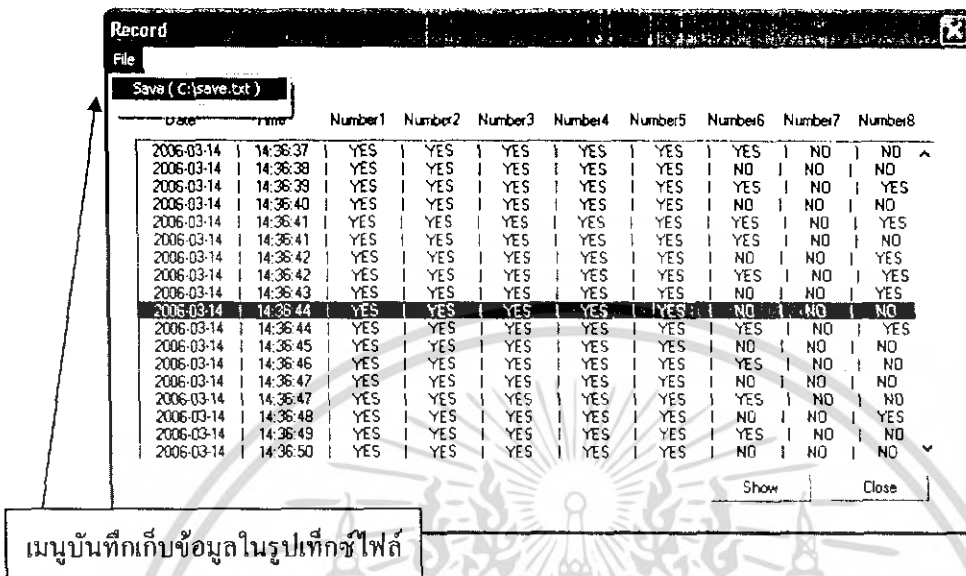 Record
File
Save ( C:\save.txt )
Date Time Number1 Number2 Number3 Number4 Number5 Number6 Number7 Number8
2006-03-14 | 14:36:37 | YES | YES | YES | YES | YES | YES | NO | NO
2006-03-14 | 14:36:38 | YES | YES | YES | YES | YES | NO | NO | NO
2006-03-14 | 14:36:39 | YES | YES | YES | YES | YES | YES | NO | YES
2006-03-14 | 14:36:40 | YES | YES | YES | YES | YES | NO | NO | NO
2006-03-14 | 14:36:41 | YES | YES | YES | YES | YES | YES | NO | YES
2006-03-14 | 14:36:41 | YES | YES | YES | YES | YES | YES | NO | NO
2006-03-14 | 14:36:42 | YES | YES | YES | YES | YES | NO | NO | YES
2006-03-14 | 14:36:42 | YES | YES | YES | YES | YES | YES | NO | YES
2006-03-14 | 14:36:43 | YES | YES | YES | YES | YES | NO | NO | YES
2006-03-14 | 14:36:44 | YES | YES | YES | YES | YES | NO | NO | NO
2006-03-14 | 14:36:44 | YES | YES | YES | YES | YES | YES | NO | YES
2006-03-14 | 14:36:45 | YES | YES | YES | YES | YES | NO | NO | NO
2006-03-14 | 14:36:46 | YES | YES | YES | YES | YES | YES | NO | NO
2006-03-14 | 14:36:47 | YES | YES | YES | YES | YES | NO | NO | NO
2006-03-14 | 14:36:47 | YES | YES | YES | YES | YES | YES | NO | NO
2006-03-14 | 14:36:48 | YES | YES | YES | YES | YES | NO | NO | YES
2006-03-14 | 14:36:49 | YES | YES | YES | YES | YES | YES | NO | NO
2006-03-14 | 14:36:50 | YES | YES | YES | YES | YES | NO | NO | NO
Show Close
เมนูบันทึกเก็บข้อมูลในรูปเท็กซ์ไฟล์